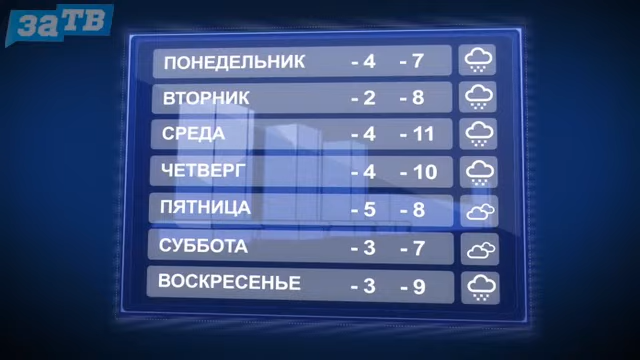 заТВ
ПОНЕДЕЛЬНИК - 4 - 7
ВТОРНИК - 2 - 8
СРЕДА - 4 - 11
ЧЕТВЕРГ - 4 - 10
ПЯТНИЦА - 5 - 8
СУББОТА - 3 - 7
ВОСКРЕСЕНЬЕ - 3 - 9